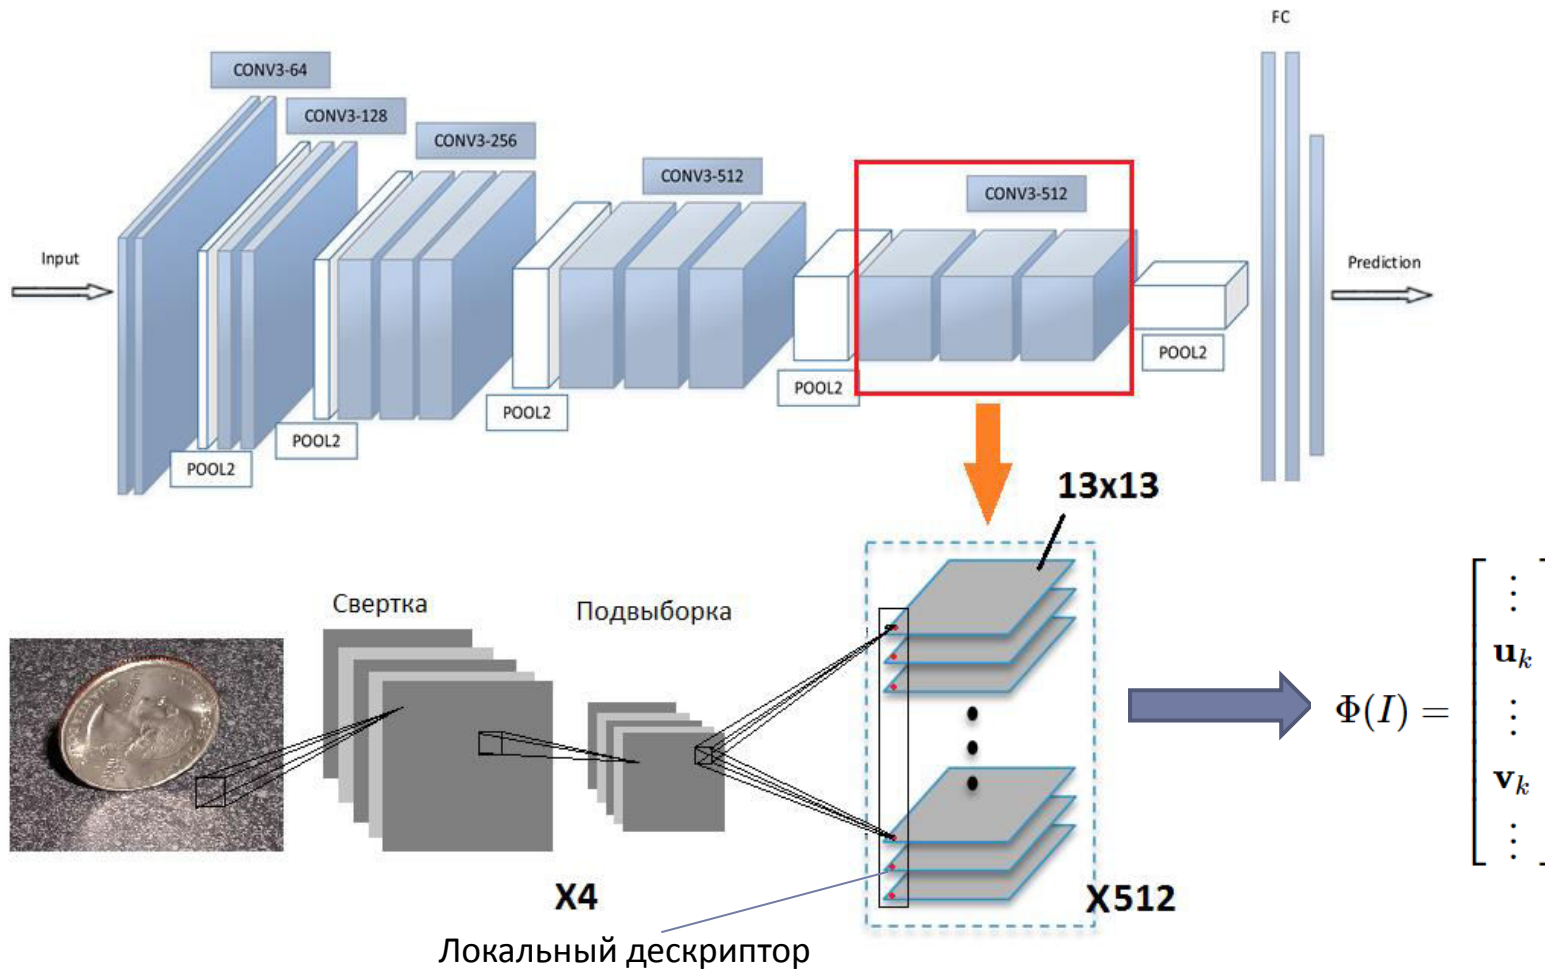 FC
CONV3-64
CONV3-128
CONV3-256
CONV3-512
CONV3-512
Input
Prediction
POOL2
POOL2
POOL2
POOL2
POOL2
13x13
Свертка
Подвыборка
Φ(I) =
⋮
u_k
⋮
v_k
⋮
X4
X512
Локальный дескриптор